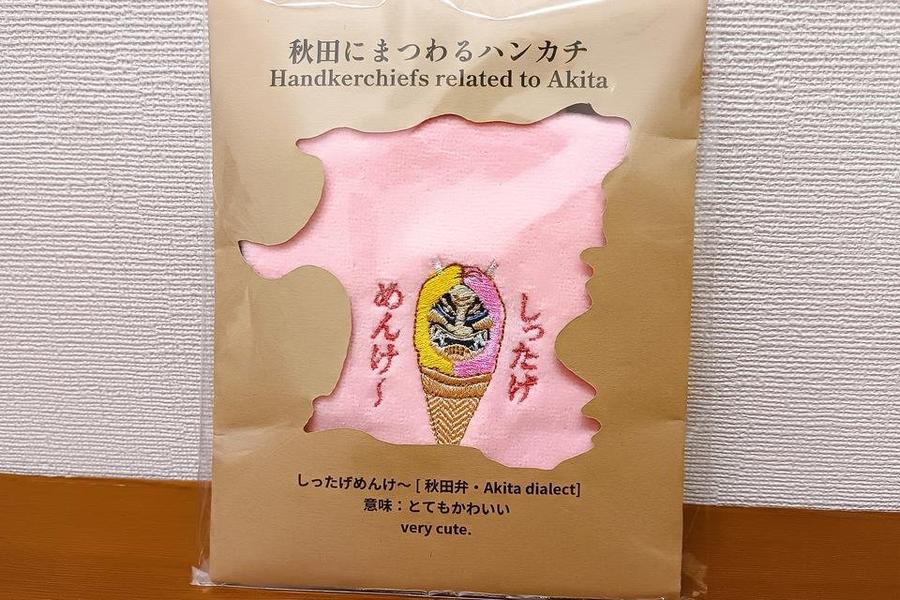 秋田にまつわるハンカチ
Handkerchiefs related to Akita
しったげ
めんけ〜
しったげめんけ〜 [ 秋田弁・Akita dialect]
意味：とてもかわいい
very cute.